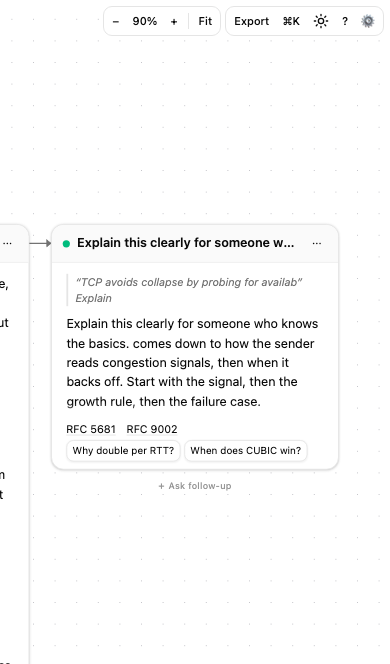 − 90% + Fit Export ⌘K ?
... Explain this clearly for someone w... ...
“TCP avoids collapse by probing for availab”
Explain
Explain this clearly for someone who knows
the basics. comes down to how the sender
reads congestion signals, then when it
backs off. Start with the signal, then the
growth rule, then the failure case.
RFC 5681 RFC 9002
Why double per RTT? When does CUBIC win?
+ Ask follow-up